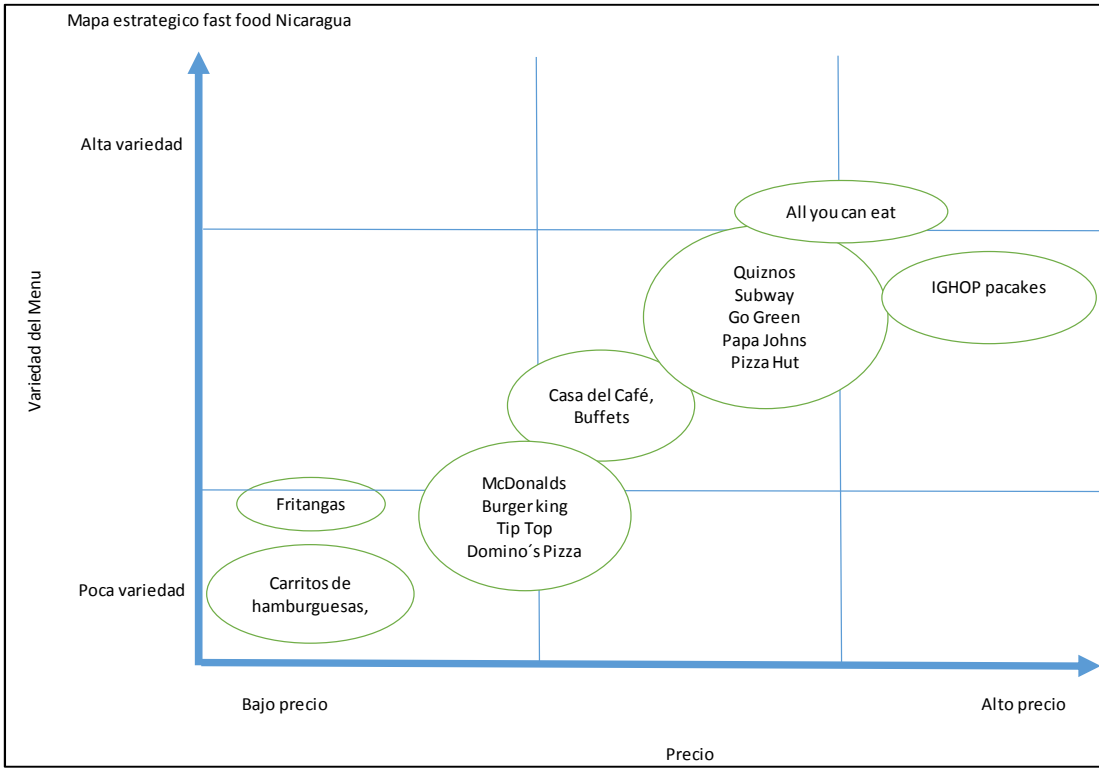 Mapa estrategico fast food Nicaragua
Alta variedad
All you can eat
Variedad del Menu
Quiznos
Subway
Go Green
Papa Johns
Pizza Hut
IGHOP pacakes
Casa del Café,
Buffets
McDonalds
Burger king
Tip Top
Domino´s Pizza
Fritangas
Poca variedad
Carritos de
hamburguesas,
Bajo precio
Alto precio
Precio